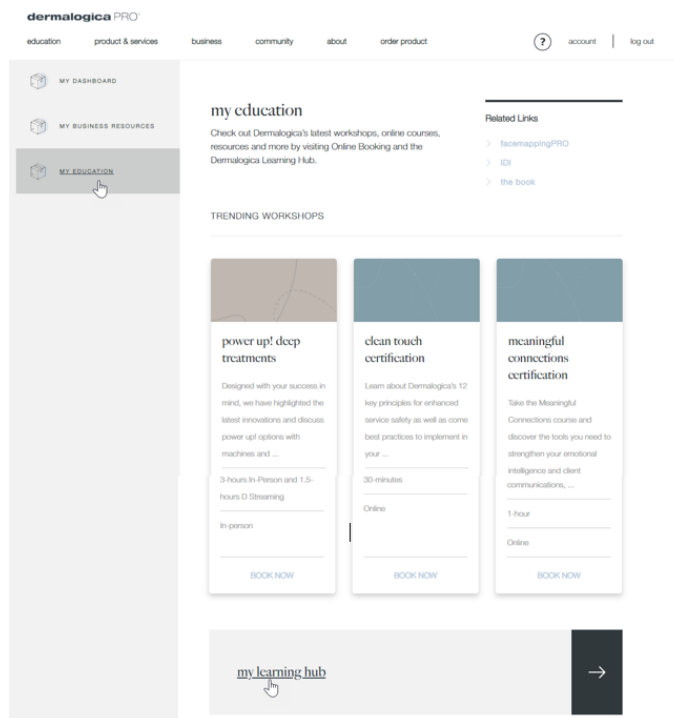 dermalogica PRO
education product & services business community about order product ? account log out
MY DASHBOARD
MY BUSINESS RESOURCES
MY EDUCATION
my education
Check out Dermalogica's latest workshops, online courses,
resources and more by visiting Online Booking and the
Dermalogica Learning Hub.
Related Links
facemappingPRO
IDI
the book
TRENDING WORKSHOPS
power up! deep
treatments
Designed with your success in
mind, we have highlighted the
latest innovations and discuss
power up! options with
machines and ...
3-hours In-Person and 1.5-
hours D Streaming
In-person
BOOK NOW
clean touch
certification
Learn about Dermalogica's 12
key principles for enhanced
service safety as well as come
best practices to implement in
your ...
30-minutes
Online
BOOK NOW
meaningful
connections
certification
Take the Meaningful
Connections course and
discover the tools you need to
strengthen your emotional
intelligence and client
communications, ...
1-hour
Online
BOOK NOW
my learning hub